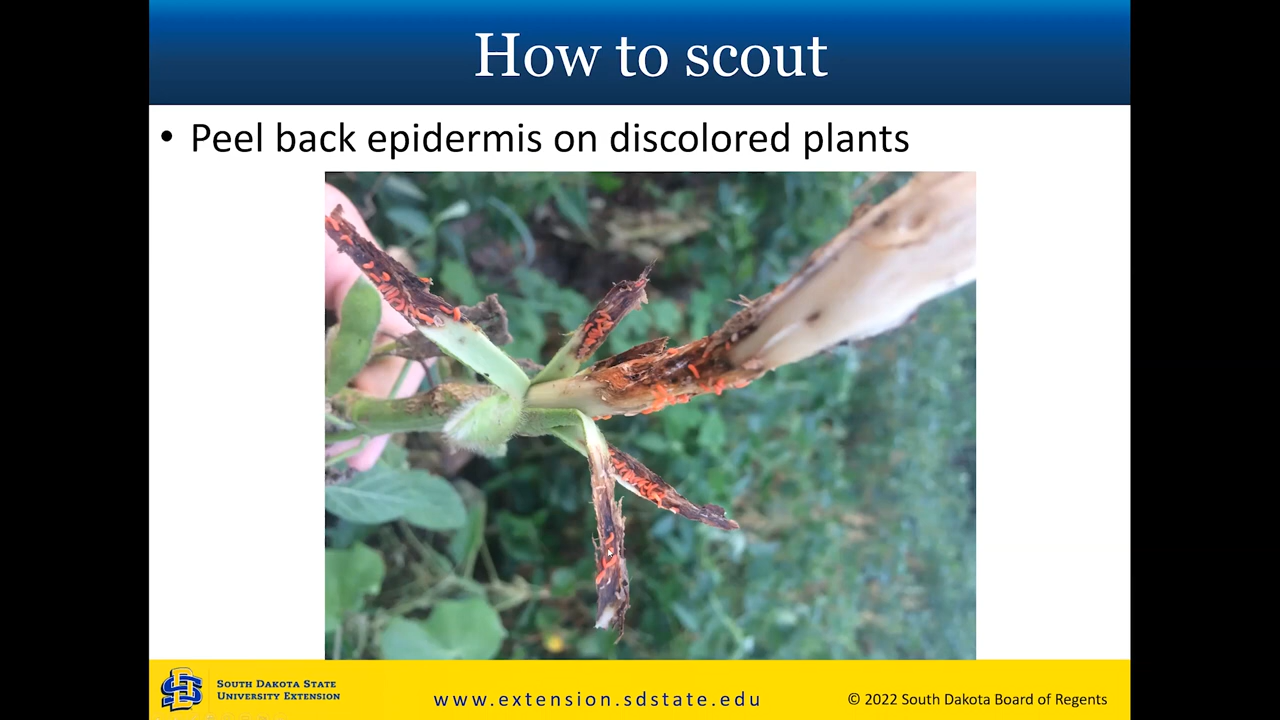 How to scout
• Peel back epidermis on discolored plants
SOUTH DAKOTA STATE
UNIVERSITY EXTENSION
www.extension.sdstate.edu
© 2022 South Dakota Board of Regents